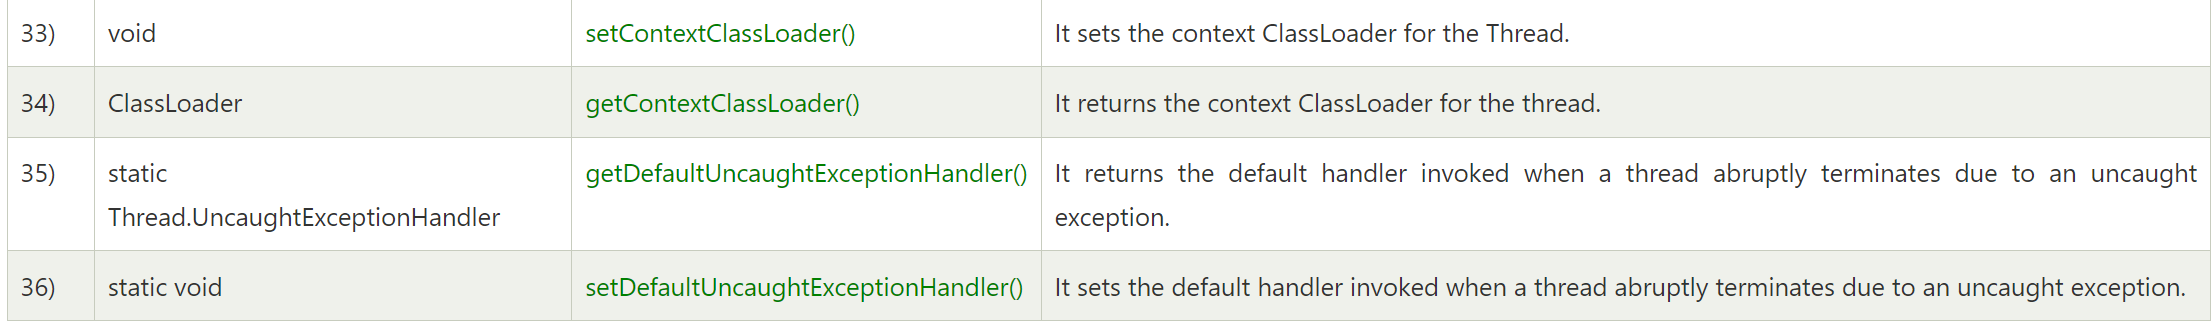 33) void setContextClassLoader() It sets the context ClassLoader for the Thread.
34) ClassLoader getContextClassLoader() It returns the context ClassLoader for the thread.
35) static getDefaultUncaughtExceptionHandler() It returns the default handler invoked when a thread abruptly terminates due to an uncaught
Thread.UncaughtExceptionHandler exception.
36) static void setDefaultUncaughtExceptionHandler() It sets the default handler invoked when a thread abruptly terminates due to an uncaught exception.